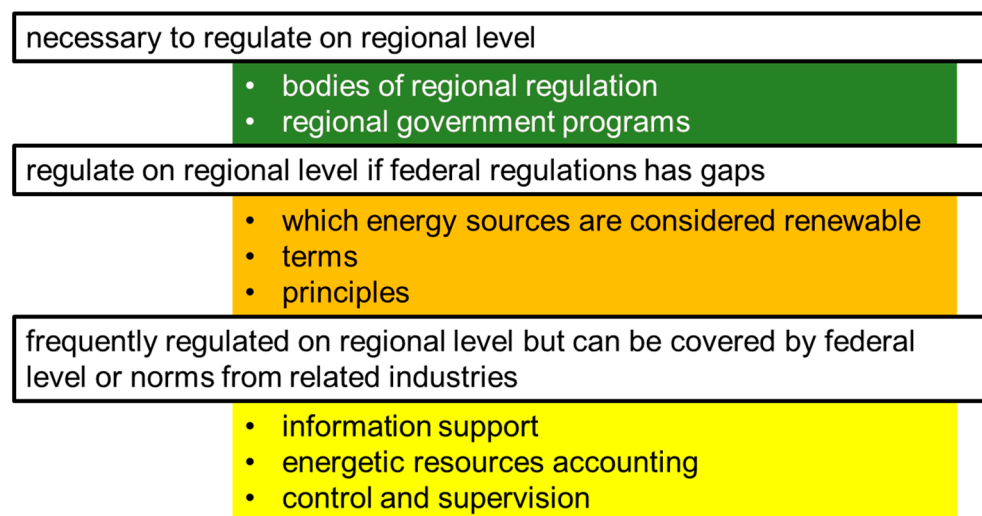 necessary to regulate on regional level
• bodies of regional regulation
• regional government programs
regulate on regional level if federal regulations has gaps
• which energy sources are considered renewable
• terms
• principles
frequently regulated on regional level but can be covered by federal
level or norms from related industries
• information support
• energetic resources accounting
• control and supervision